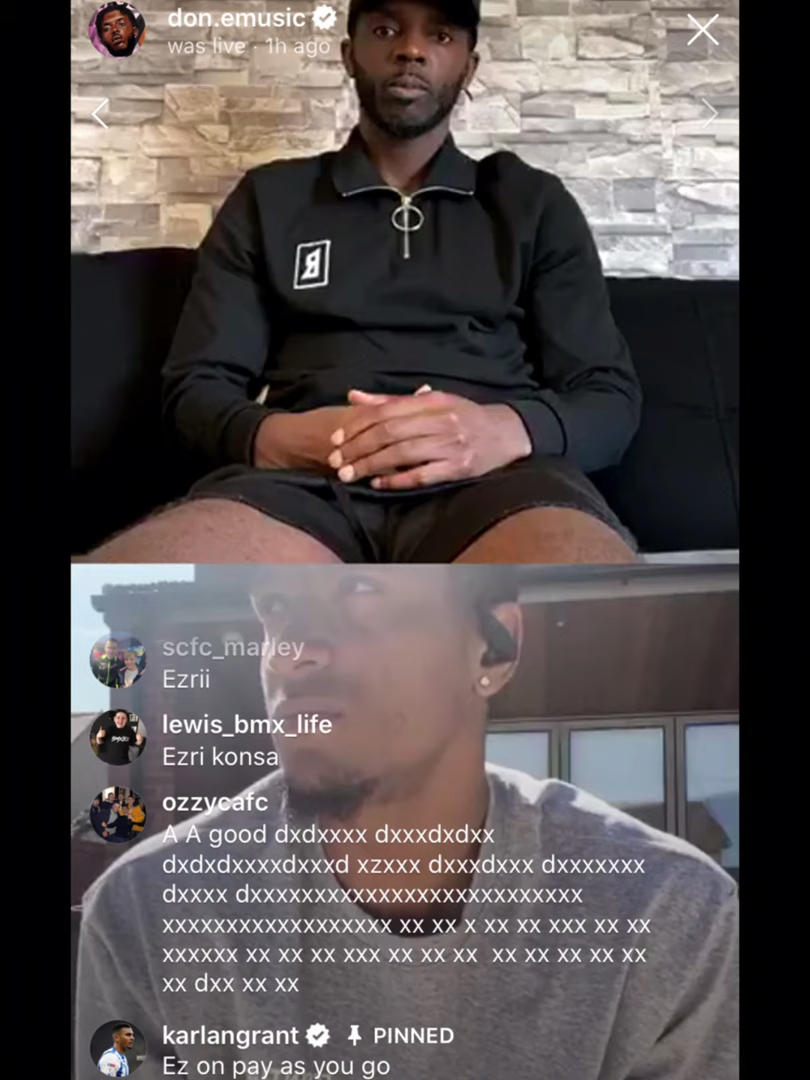 don.emusic
was live · 1h ago
scfc_marley
Ezrii
lewis_bmx_life
Ezri konsa
ozzycafc
A A good dxdxxxx dxxxdxdxx
dxdxdxxxxdxxxd xzxxx dxxxdxxx dxxxxxxx
dxxxx dxxxxxxxxxxxxxxxxxxxxxxxxxx
xxxxxxxxxxxxxxxxxx xx xx x xx xx xxx xx xx
xxxxxx xx xx xx xxx xx xx xx  xx xx xx xx xx
xx dxx xx xx
karlangrant PINNED
Ez on pay as you go